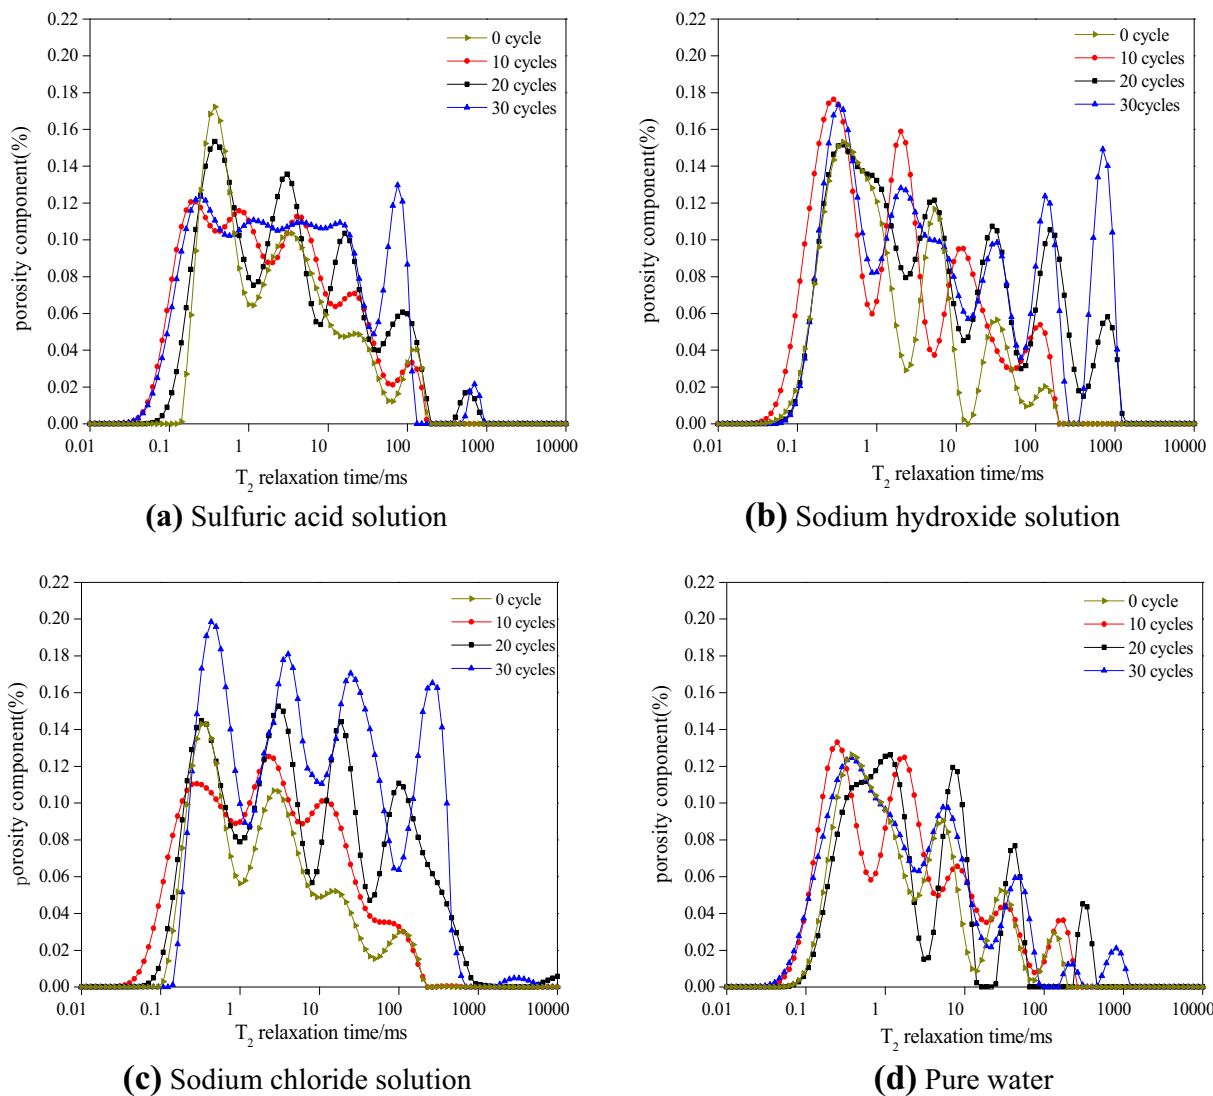 0.22
0.20
0.18
0.16
0.14
0.12
0.10
0.08
0.06
0.04
0.02
0.00
porosity component(%)
0 cycle
10 cycles
20 cycles
30 cycles
0.01 0.1 1 10 100 1000 10000
T2 relaxation time/ms
(a) Sulfuric acid solution
0.22
0.20
0.18
0.16
0.14
0.12
0.10
0.08
0.06
0.04
0.02
0.00
porosity component(%)
0 cycle
10 cycles
20 cycles
30cycles
0.01 0.1 1 10 100 1000 10000
T2 relaxation time/ms
(b) Sodium hydroxide solution
0.22
0.20
0.18
0.16
0.14
0.12
0.10
0.08
0.06
0.04
0.02
0.00
porosity component(%)
0 cycle
10 cycles
20 cycles
30 cycles
0.01 0.1 1 10 100 1000 10000
T2 relaxation time/ms
(c) Sodium chloride solution
0.22
0.20
0.18
0.16
0.14
0.12
0.10
0.08
0.06
0.04
0.02
0.00
porosity component(%)
0 cycle
10 cycles
20 cycles
30 cycles
0.01 0.1 1 10 100 1000 10000
T2 relaxation time/ms
(d) Pure water